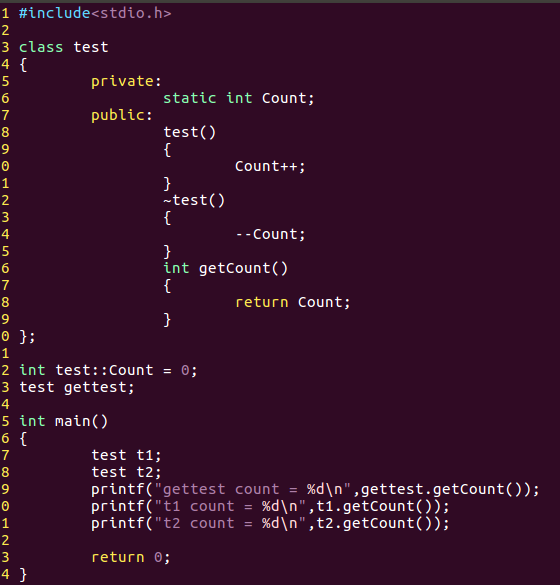 1 #include<stdio.h>
2
3 class test
4 {
5         private:
6                 static int Count;
7         public:
8                 test()
9                 {
0                         Count++;
1                 }
2                 ~test()
3                 {
4                         --Count;
5                 }
6                 int getCount()
7                 {
8                         return Count;
9                 }
0 };
1
2 int test::Count = 0;
3 test gettest;
4
5 int main()
6 {
7         test t1;
8         test t2;
9         printf("gettest count = %d\n",gettest.getCount());
0         printf("t1 count = %d\n",t1.getCount());
1         printf("t2 count = %d\n",t2.getCount());
2
3         return 0;
4 }